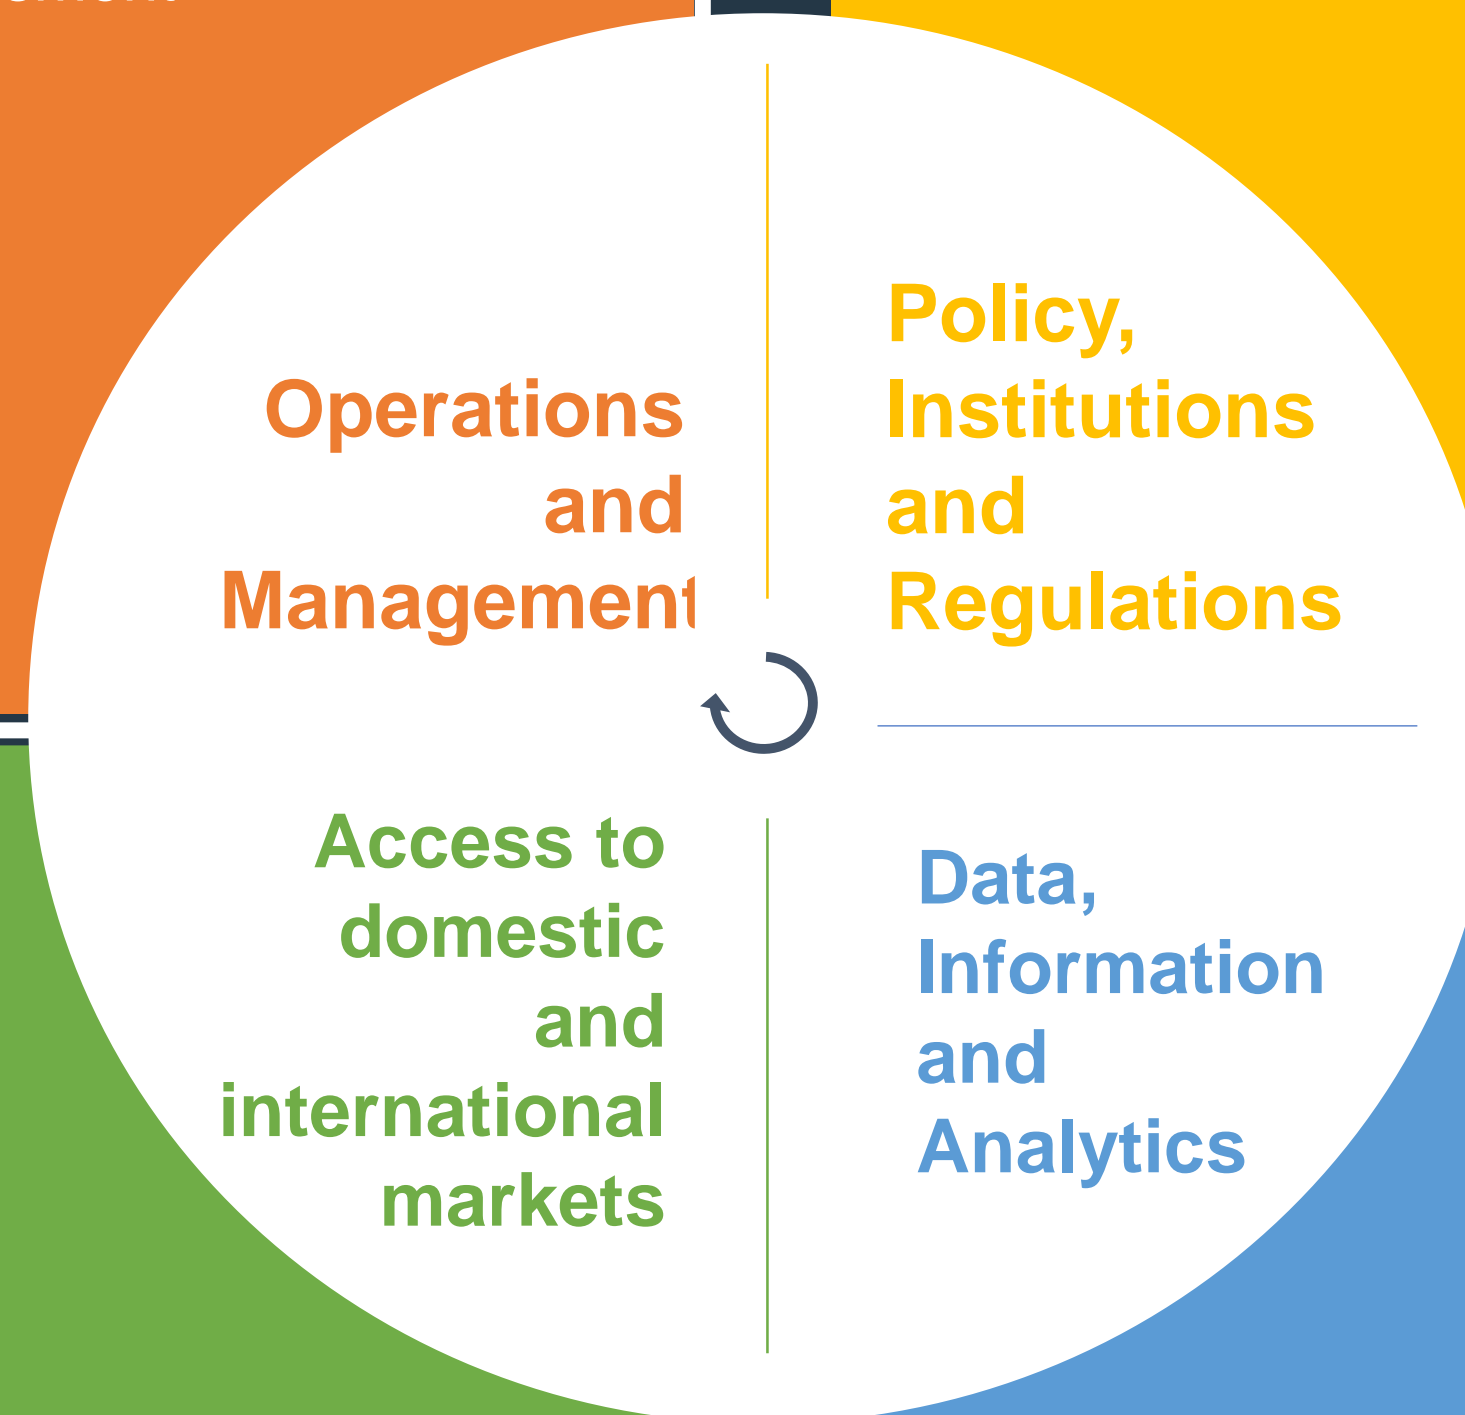 Operations
and
Management
Policy,
Institutions
and
Regulations
Access to
domestic
and
international
markets
Data,
Information
and
Analytics